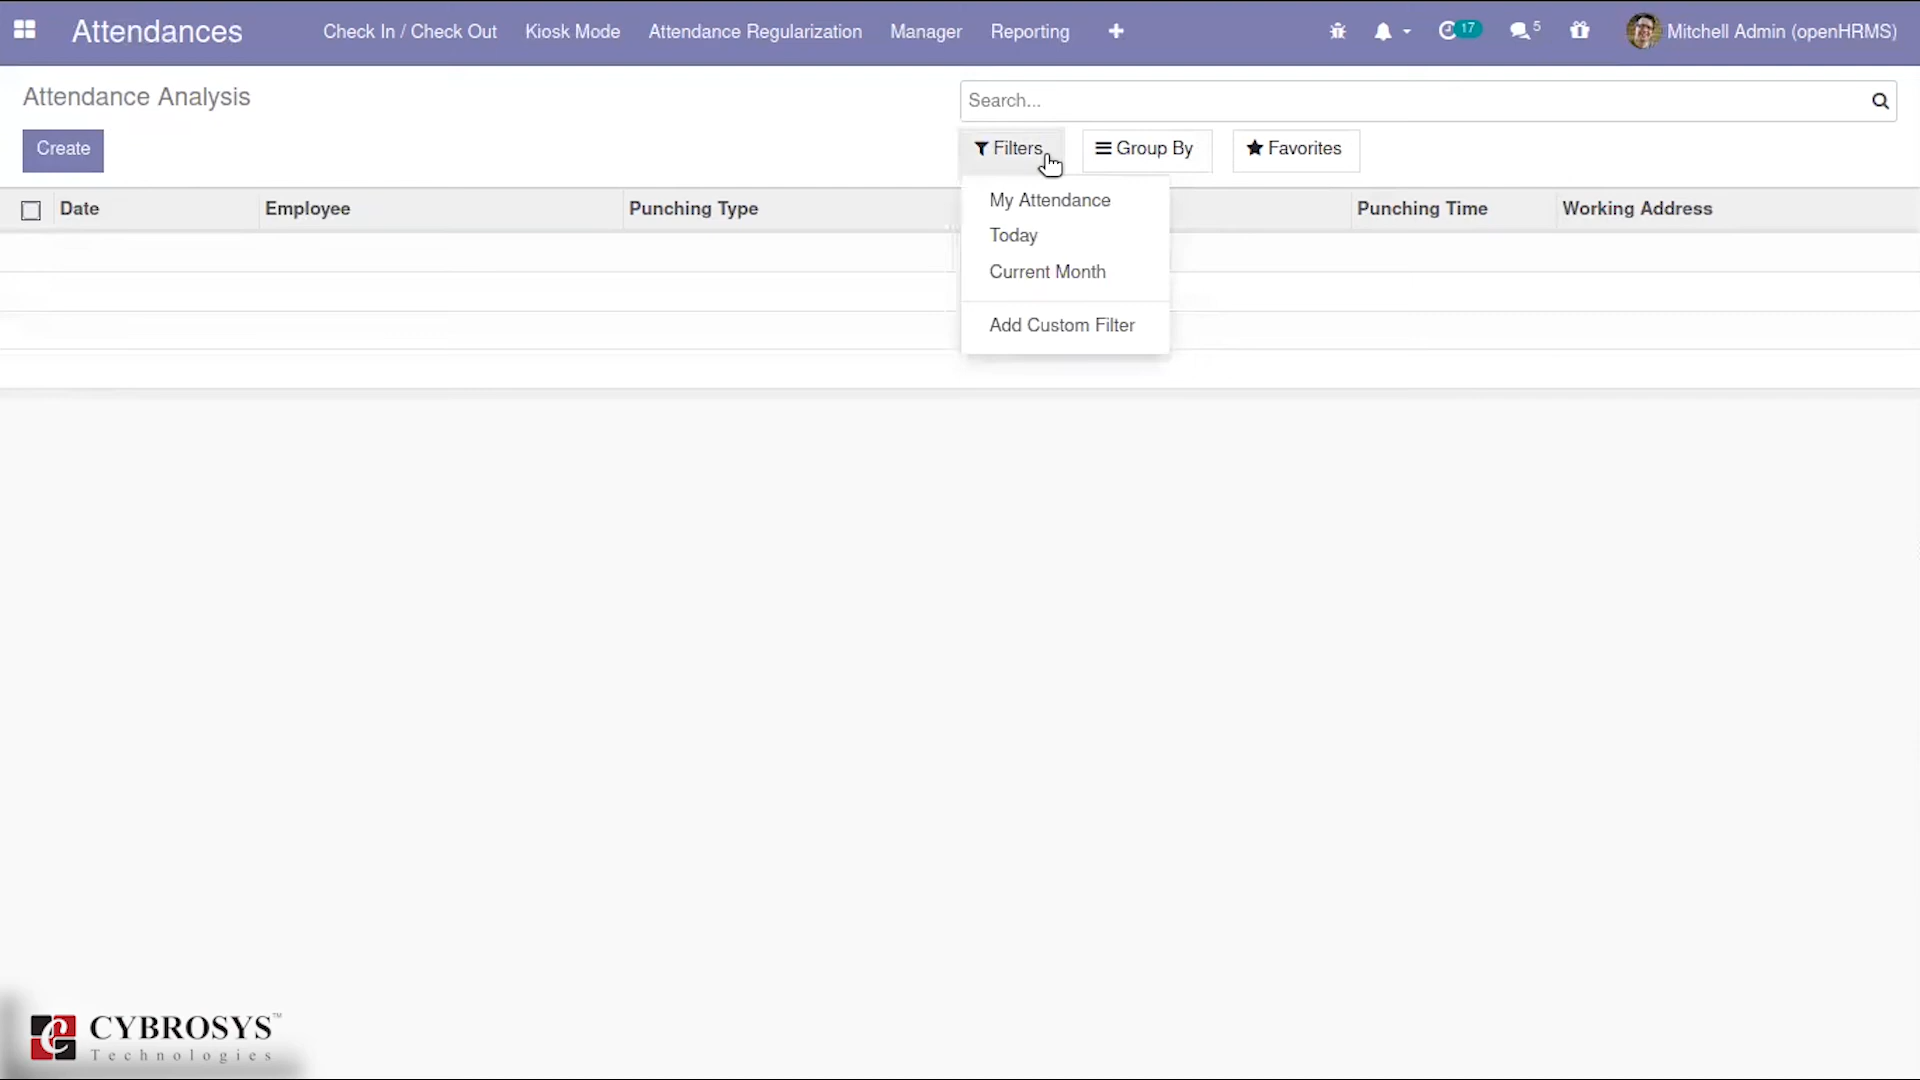 Attendances Check In / Check Out Kiosk Mode Attendance Regularization Manager Reporting 17 5 Mitchell Admin (openHRMS)
Attendance Analysis
Search...
Create
Filters Group By Favorites
Date Employee Punching Type Punching Time Working Address
My Attendance
Today
Current Month
Add Custom Filter
CYBROSYS™
Technologies